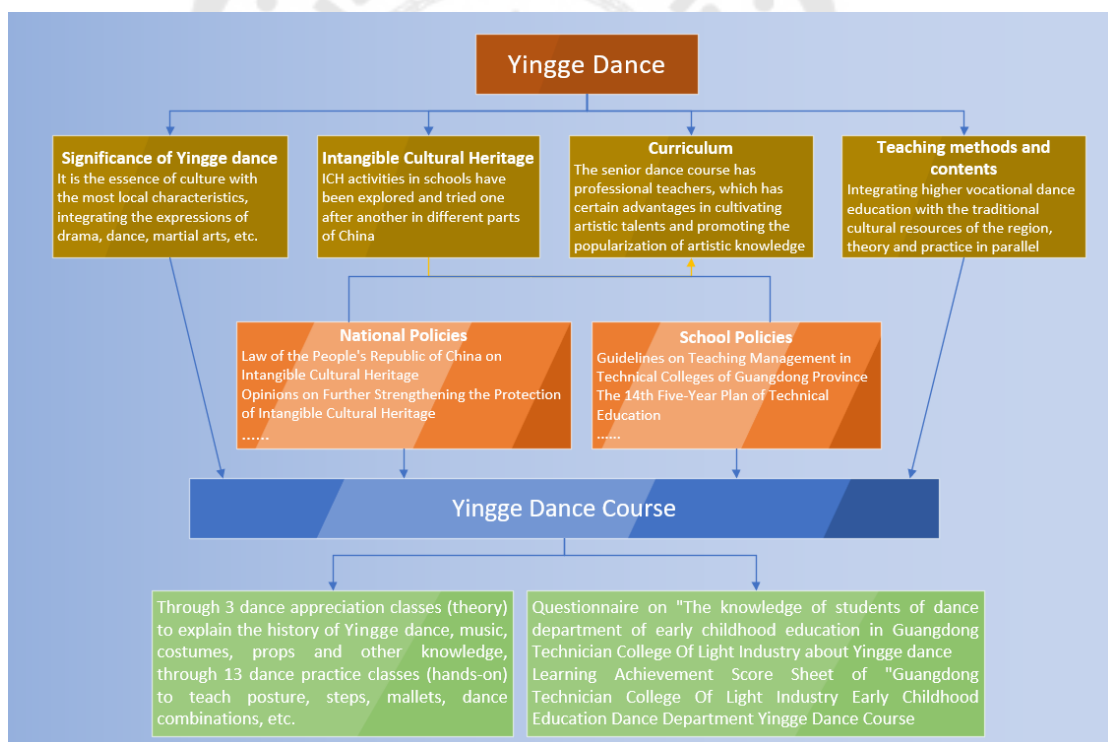 Yingge Dance
Significance of Yingge dance
It is the essence of culture with
the most local characteristics,
integrating the expressions of
drama, dance, martial arts, etc.
Intangible Cultural Heritage
ICH activities in schools have
been explored and tried one
after another in different parts
of China
Curriculum
The senior dance course has
professional teachers, which has
certain advantages in cultivating
artistic talents and promoting the
popularization of artistic knowledge
Teaching methods and
contents
Integrating higher vocational dance
education with the traditional
cultural resources of the region,
theory and practice in parallel
National Policies
Law of the People's Republic of China on
Intangible Cultural Heritage
Opinions on Further Strengthening the Protection
of Intangible Cultural Heritage
......
School Policies
Guidelines on Teaching Management in
Technical Colleges of Guangdong Province
The 14th Five-Year Plan of Technical
Education
......
Yingge Dance Course
Through 3 dance appreciation classes (theory)
to explain the history of Yingge dance, music,
costumes, props and other knowledge,
through 13 dance practice classes (hands-on)
to teach posture, steps, mallets, dance
combinations, etc.
Questionnaire on "The knowledge of students of dance
department of early childhood education in Guangdong
Technician College Of Light Industry about Yingge dance
Learning Achievement Score Sheet of "Guangdong
Technician College Of Light Industry Early Childhood
Education Dance Department Yingge Dance Course